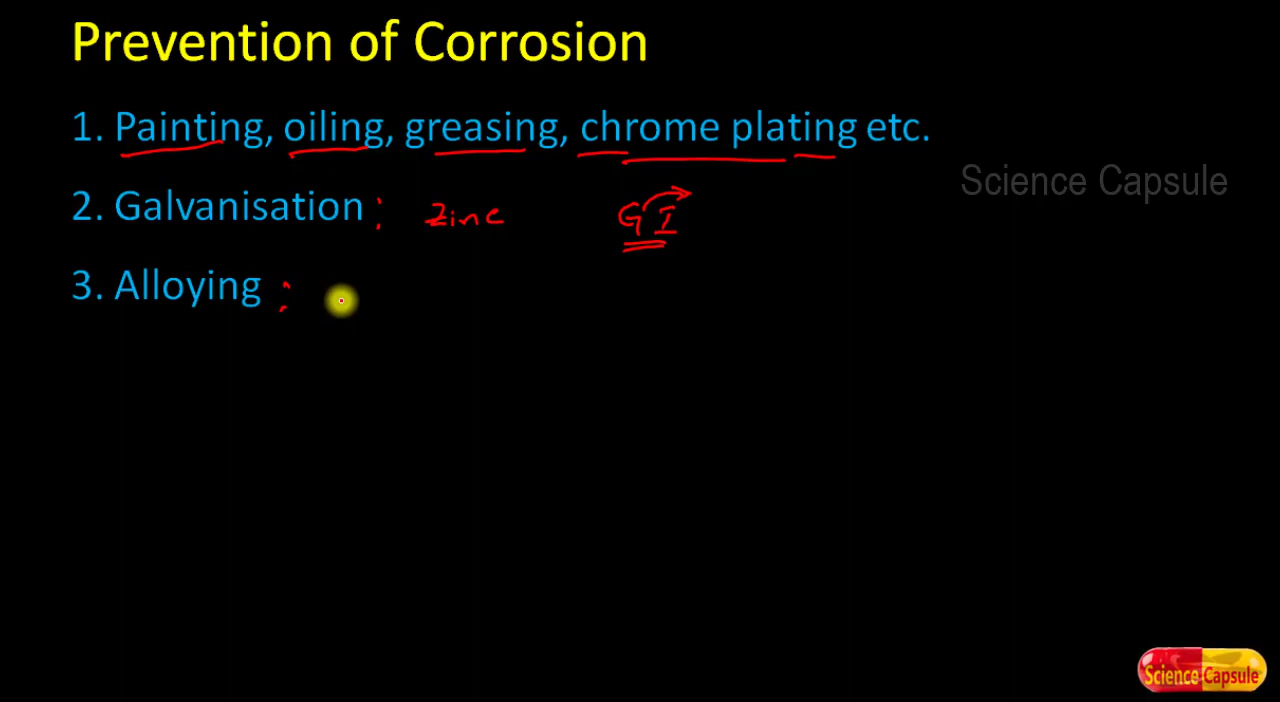 Prevention of Corrosion
1. Painting, oiling, greasing, chrome plating etc.
Science Capsule
2. Galvanisation : Zinc GI
3. Alloying :
Science Capsule